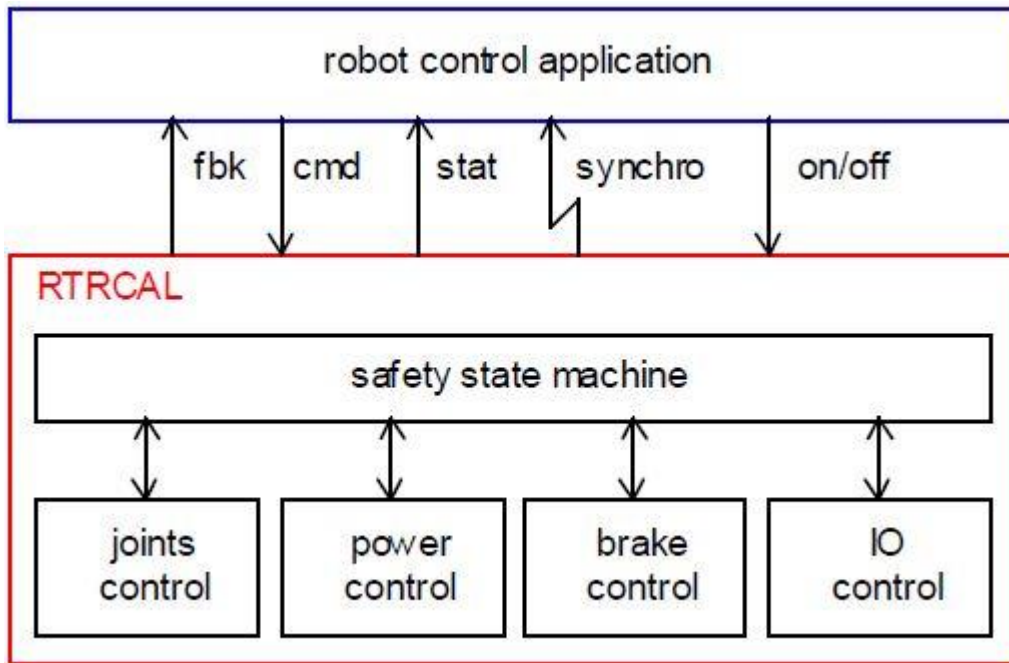 robot control application
fbk cmd stat synchro on/off
RTRCAL
safety state machine
joints control
power control
brake control
IO control